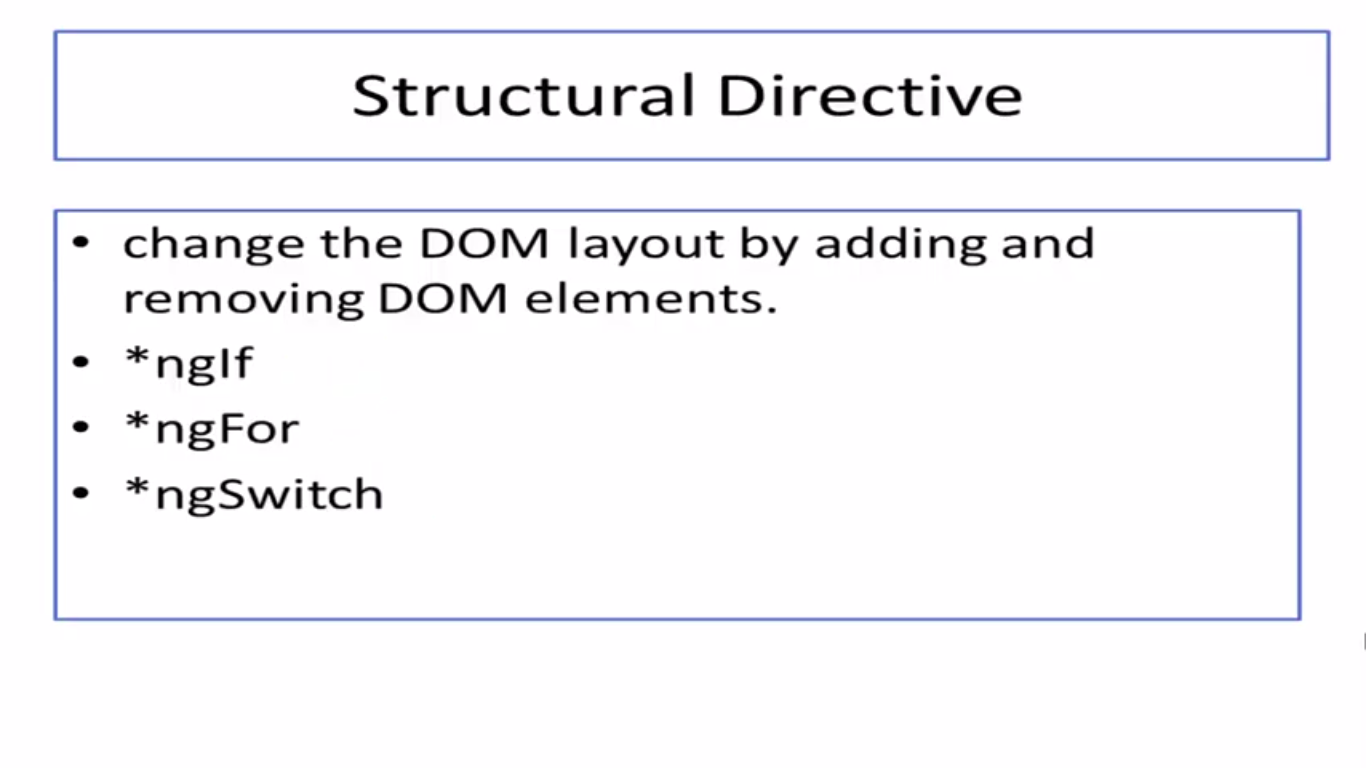 Structural Directive
• change the DOM layout by adding and
removing DOM elements.
• *ngIf
• *ngFor
• *ngSwitch